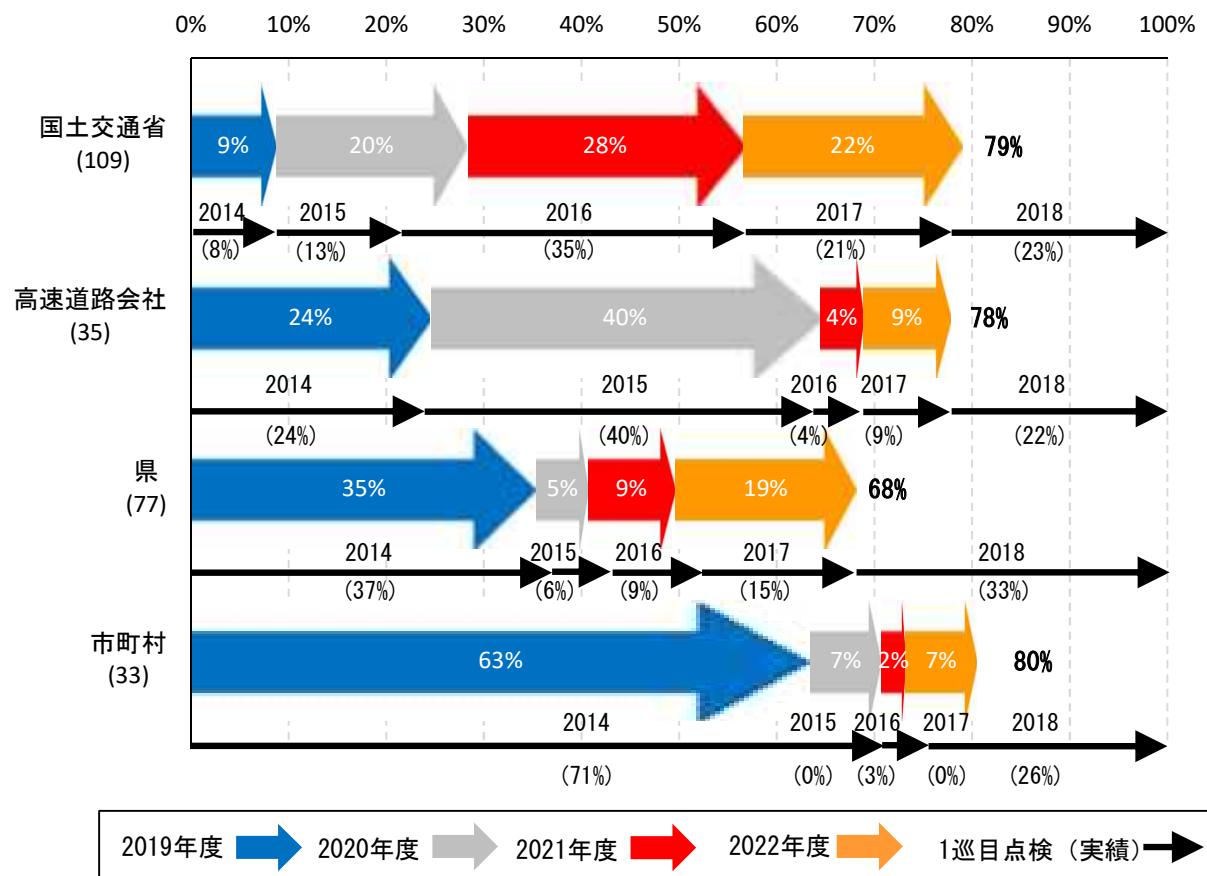 0% 10% 20% 30% 40% 50% 60% 70% 80% 90% 100%
国土交通省
(109)
9% 20% 28% 22% 79%
2014 2015 2016 2017 2018
(8%) (13%) (35%) (21%) (23%)
高速道路会社
(35)
24% 40% 4% 9% 78%
2014 2015 2016 2017 2018
(24%) (40%) (4%) (9%) (22%)
県
(77)
35% 5% 9% 19% 68%
2014 2015 2016 2017 2018
(37%) (6%) (9%) (15%) (33%)
市町村
(33)
63% 7% 2% 7% 80%
2014 2015 2016 2017 2018
(71%) (0%) (3%) (0%) (26%)
2019年度 2020年度 2021年度 2022年度 1巡目点検（実績）